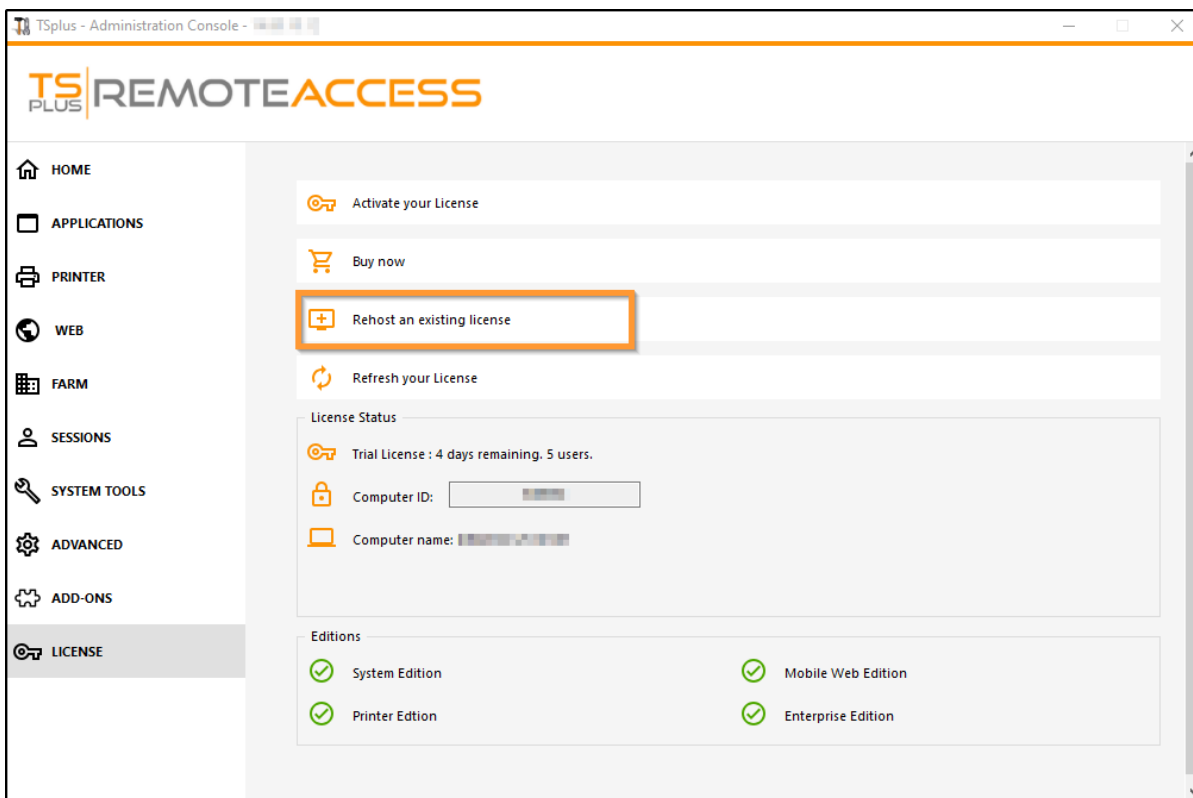 TSplus - Administration Console -
TS PLUS REMOTEACCESS
HOME
APPLICATIONS
PRINTER
WEB
FARM
SESSIONS
SYSTEM TOOLS
ADVANCED
ADD-ONS
LICENSE
Activate your License
Buy now
Rehost an existing license
Refresh your License
License Status
Trial License : 4 days remaining. 5 users.
Computer ID:
Computer name:
Editions
System Edition
Mobile Web Edition
Printer Edtion
Enterprise Edition